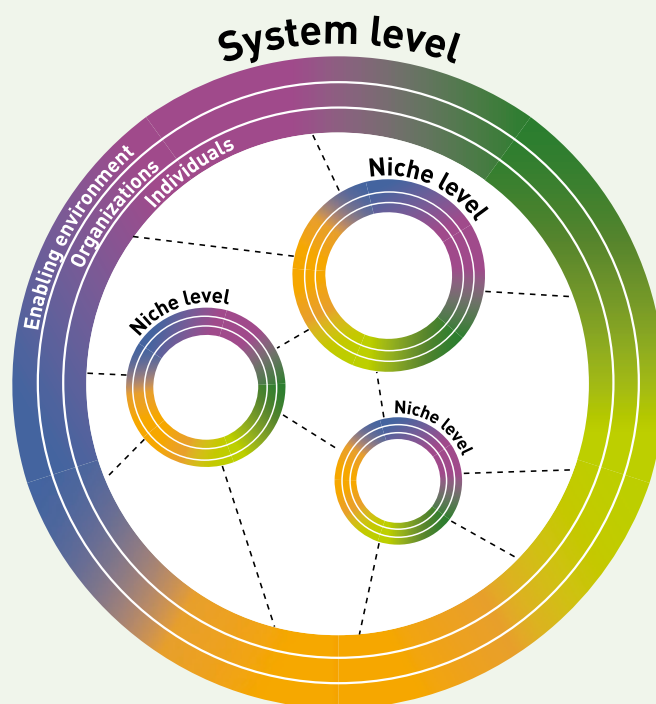 System level
Enabling environment
Organizations
Individuals
Niche level
Niche level
Niche level